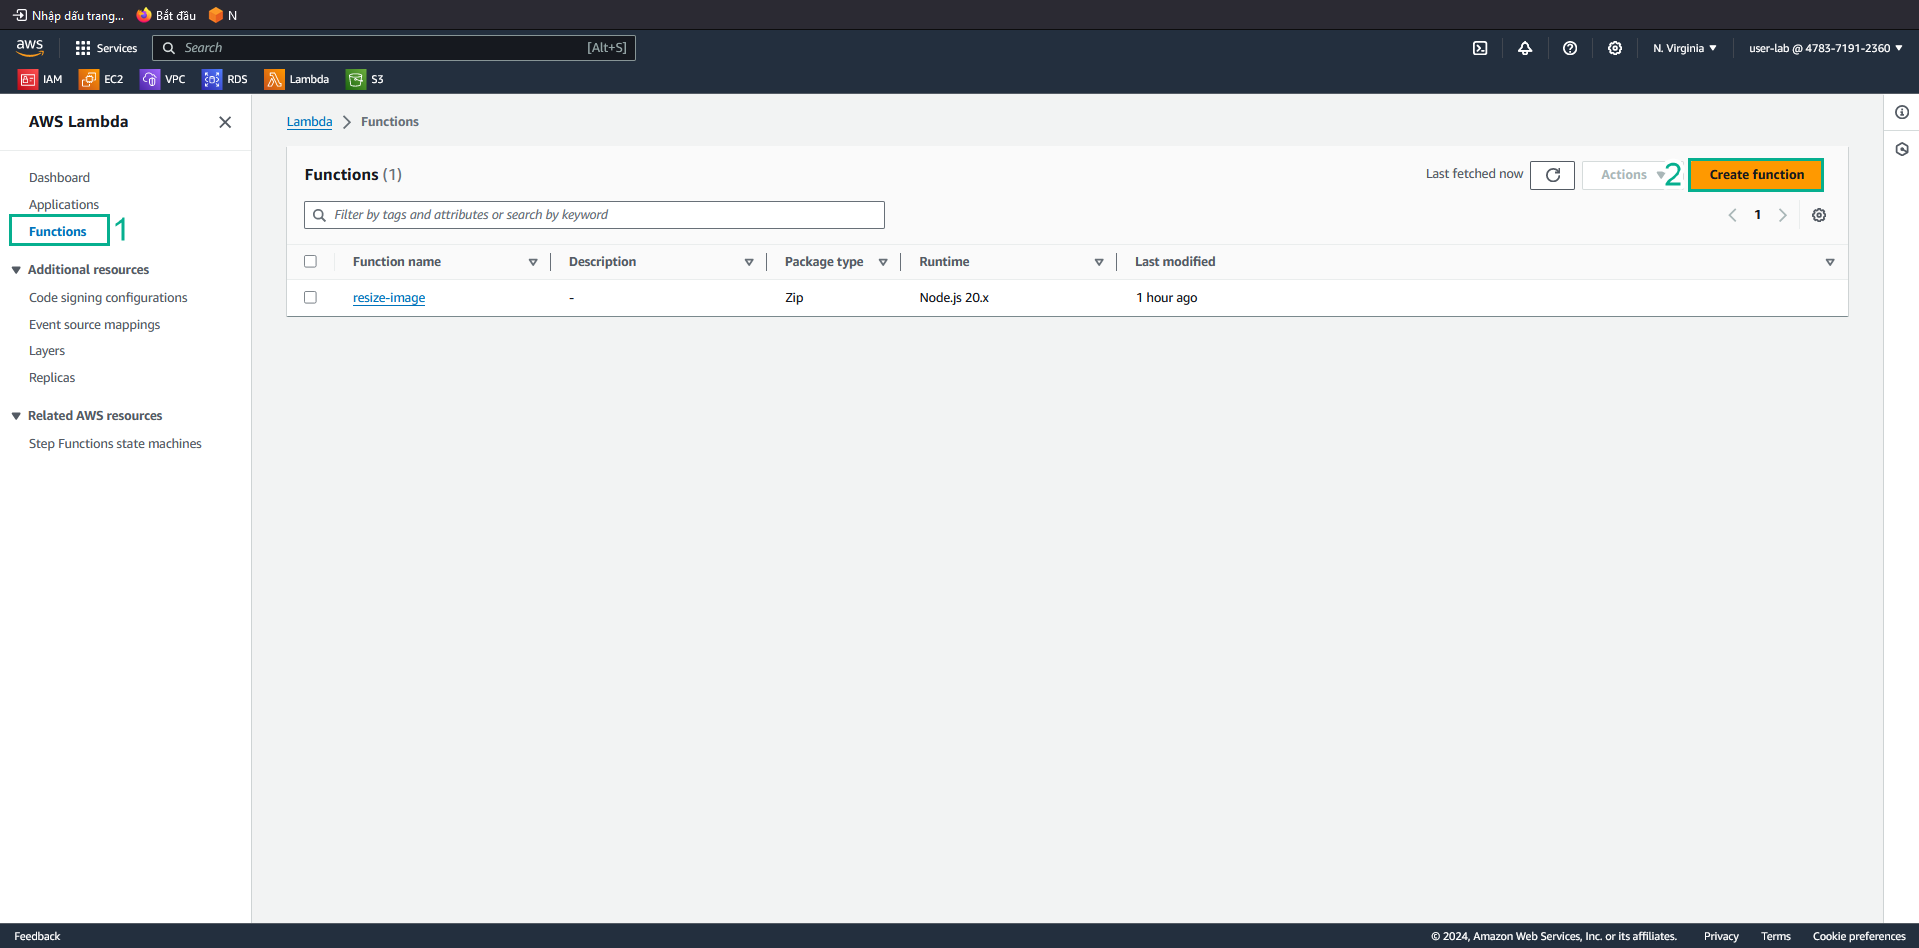 Nhập dấu trang... Bắt đầu N
aws Services Search [Alt+S] N. Virginia user-lab @ 4783-7191-2360
IAM EC2 VPC RDS Lambda S3
AWS Lambda
Dashboard
Applications
Functions 1
Additional resources
Code signing configurations
Event source mappings
Layers
Replicas
Related AWS resources
Step Functions state machines
Lambda Functions
Functions (1) Last fetched now Actions 2 Create function
Filter by tags and attributes or search by keyword 1
Function name Description Package type Runtime Last modified
resize-image - Zip Node.js 20.x 1 hour ago
Feedback © 2024, Amazon Web Services, Inc. or its affiliates. Privacy Terms Cookie preferences